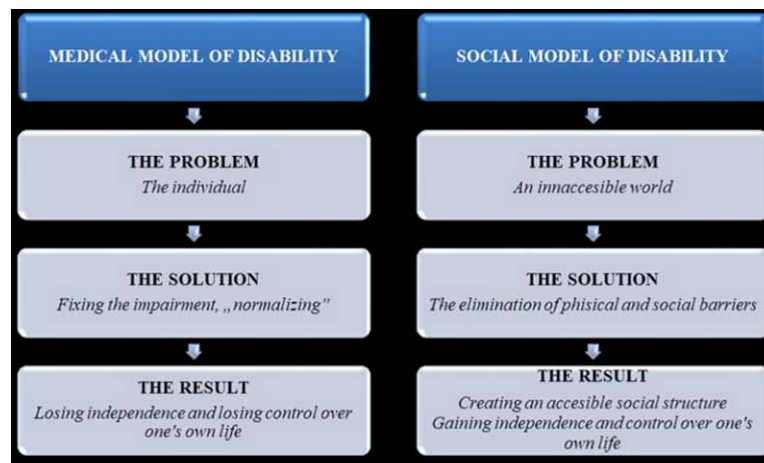 MEDICAL MODEL OF DISABILITY
THE PROBLEM
The individual
THE SOLUTION
Fixing the impairment, „normalizing”
THE RESULT
Losing independence and losing control over
one's own life
SOCIAL MODEL OF DISABILITY
THE PROBLEM
An innaccesible world
THE SOLUTION
The elimination of phisical and social barriers
THE RESULT
Creating an accesible social structure
Gaining independence and control over one's
own life